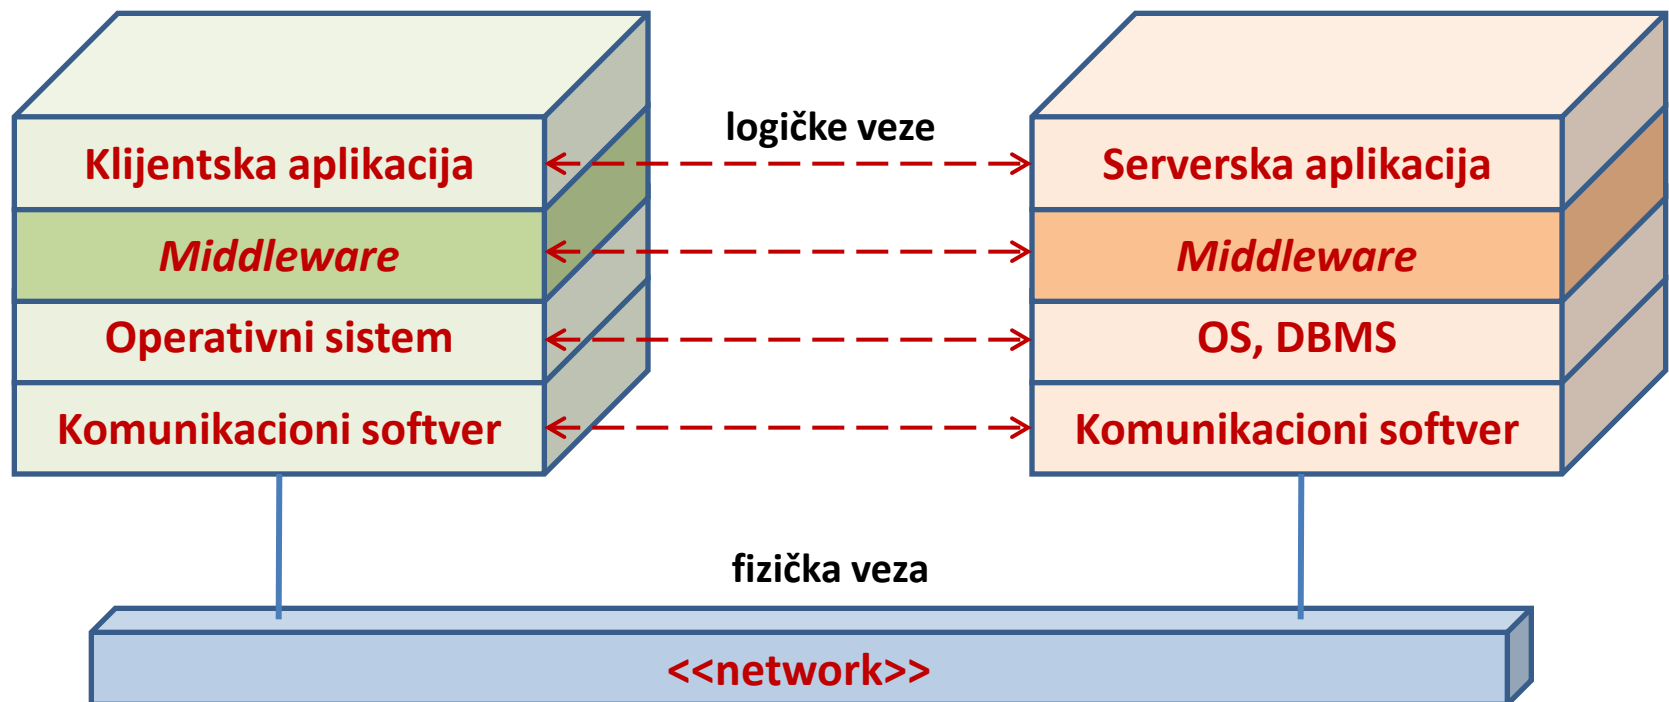 logičke veze
Klijentska aplikacija
Serverska aplikacija
Middleware
Middleware
Operativni sistem
OS, DBMS
Komunikacioni softver
Komunikacioni softver
fizička veza
<<network>>